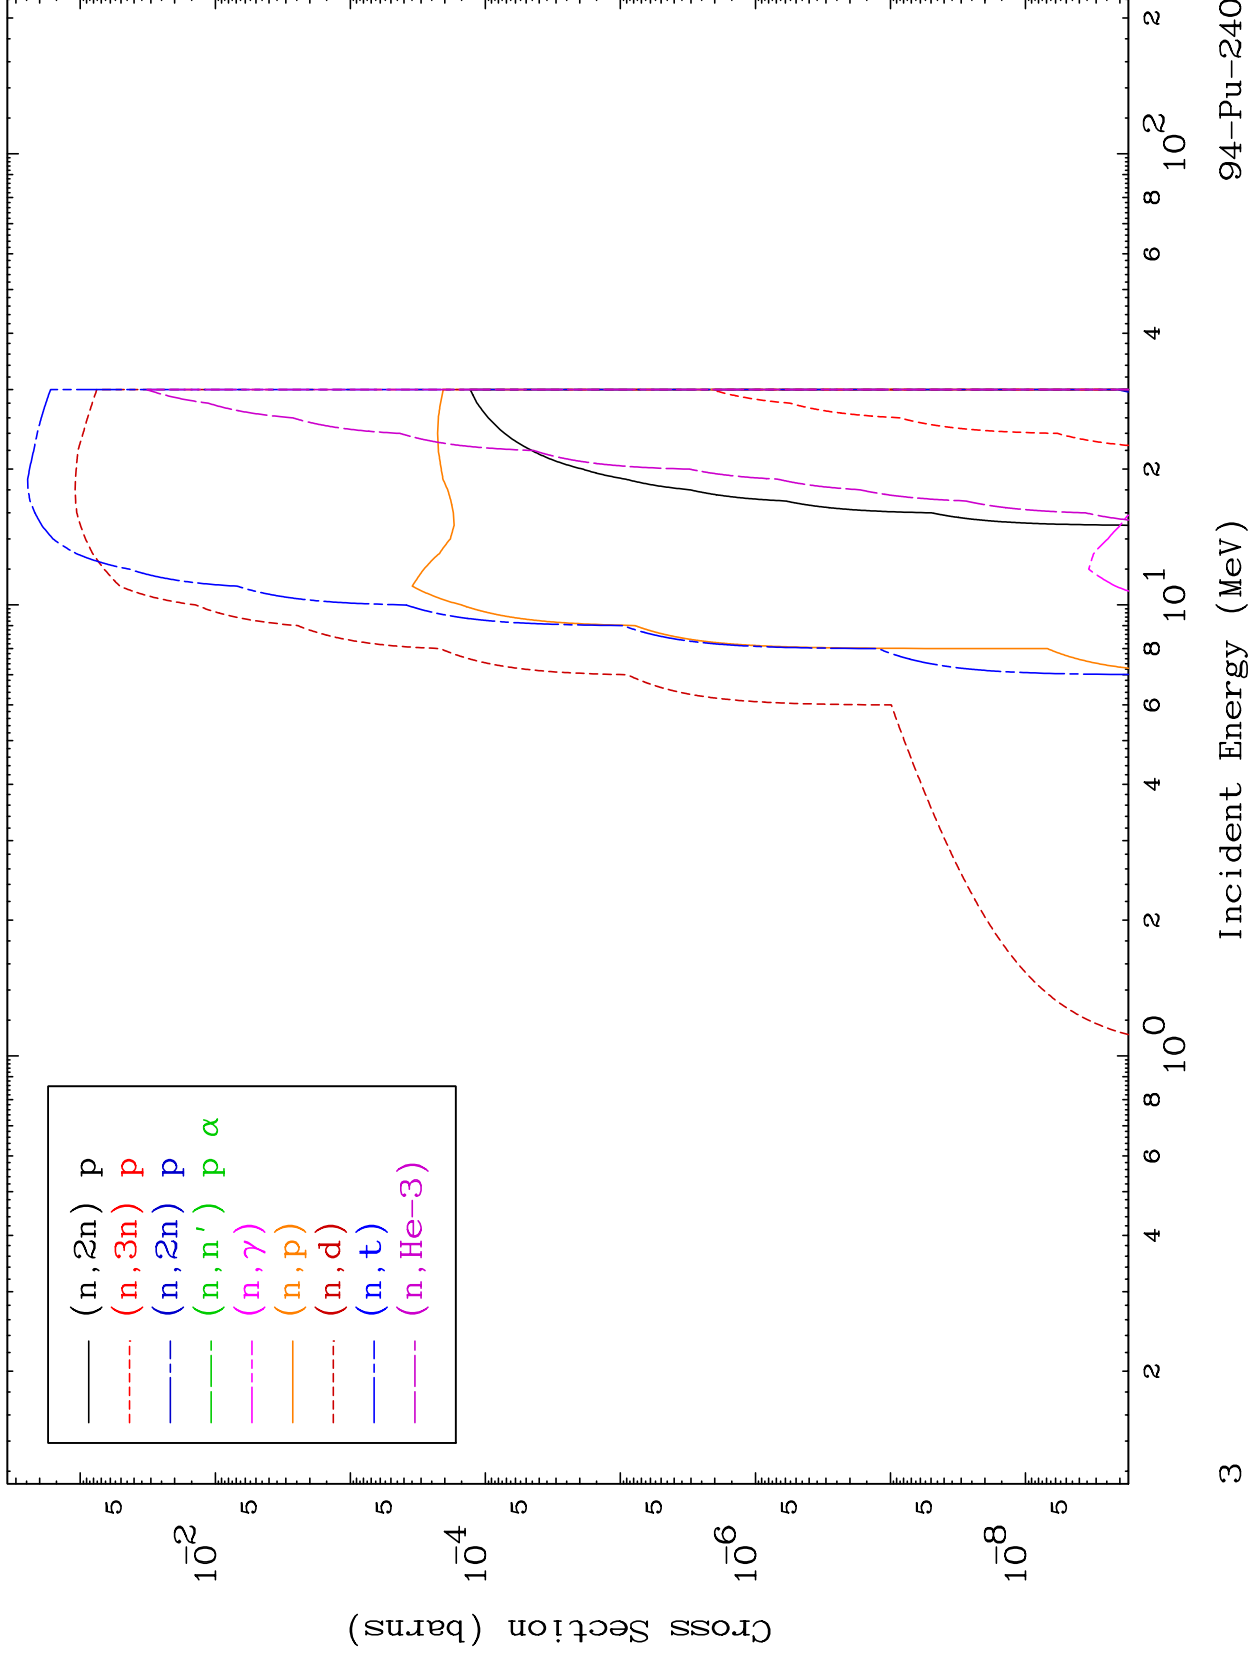 (n,2n) p
(n,3n) p
(n,2n) p
(n,n') p α
(n,γ)
(n,p)
(n,d)
(n,t)
(n,He-3)
Cross Section (barns)
5
10-2
5
5
10-4
5
5
10-6
5
5
10-8
5
2 4 6 8 10 0 2 4 6 8 10 1 2 4 6 8 10 2 2
Incident Energy (MeV)
3
94-Pu-240